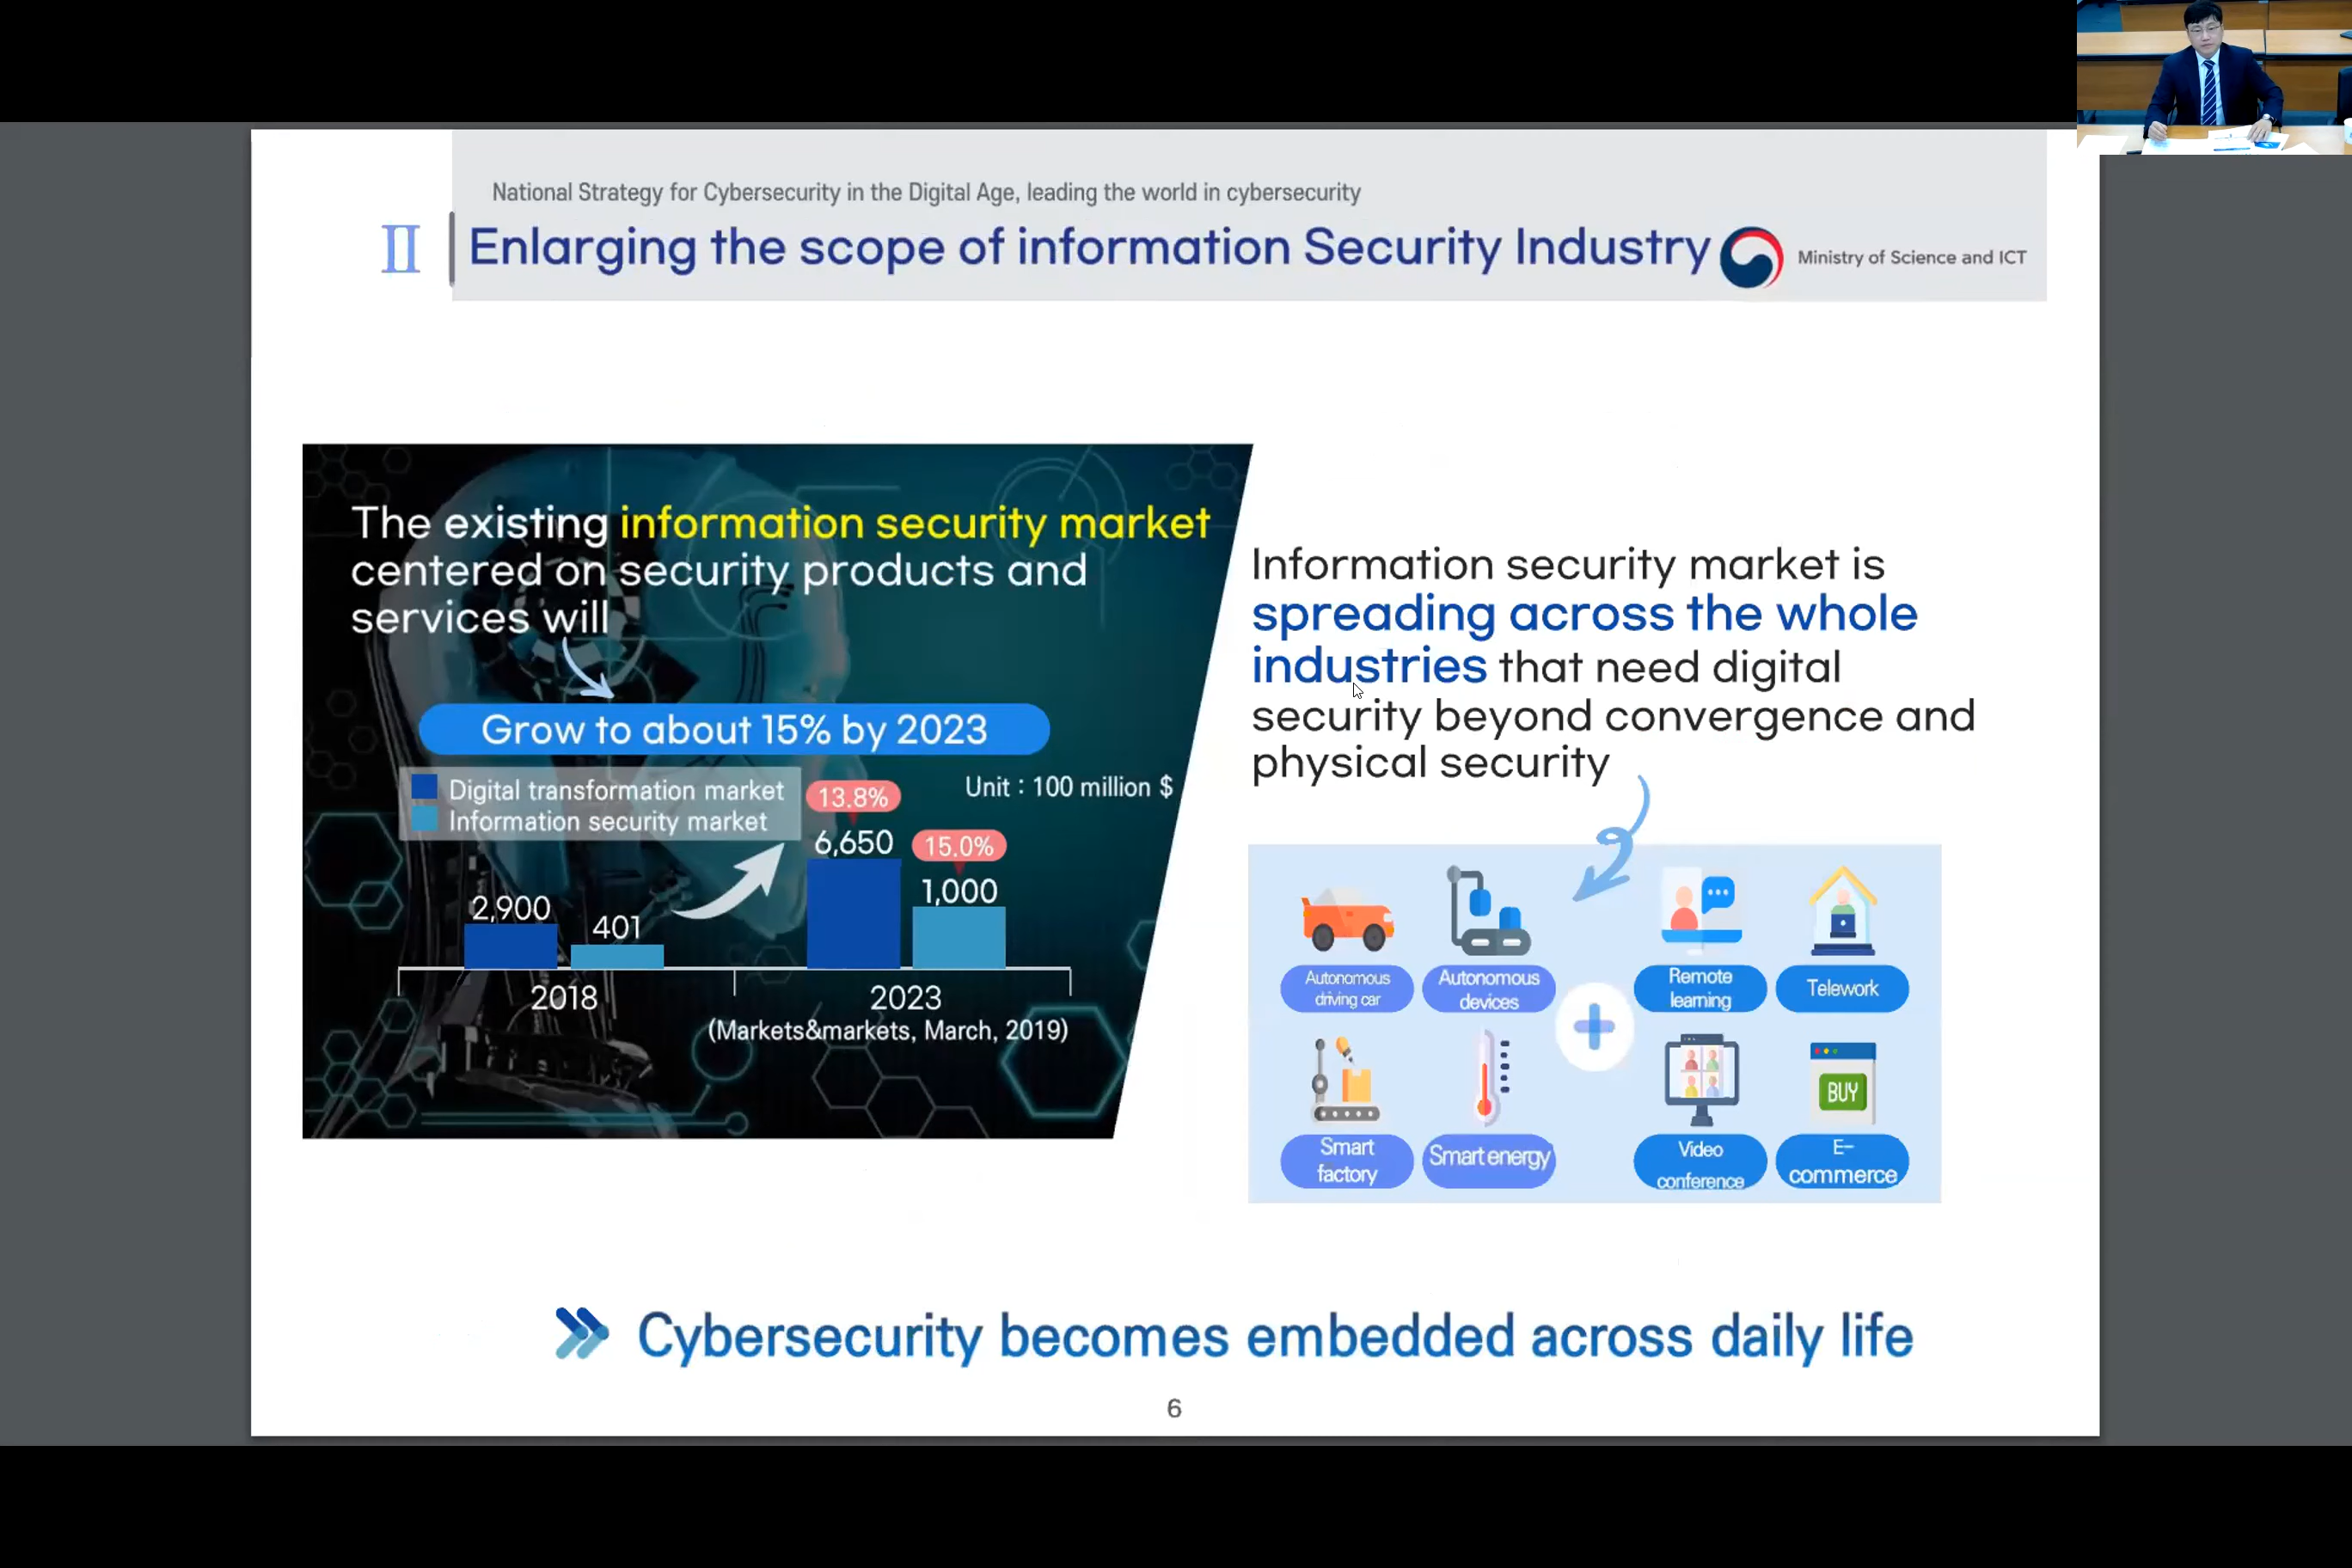 National Strategy for Cybersecurity in the Digital Age, leading the world in cybersecurity
II
Enlarging the scope of information Security Industry
Ministry of Science and ICT
The existing information security market
centered on security products and
services will
Grow to about 15% by 2023
Digital transformation market
Information security market
Unit : 100 million $
13.8%
6,650
15.0%
1,000
2,900
401
2018
2023
(Markets&markets, March, 2019)
Information security market is
spreading across the whole
industries that need digital
security beyond convergence and
physical security
Autonomous
driving car
Autonomous
devices
Remote
learning
Telework
BUY
Smart
factory
Smart energy
Video
conference
E-
commerce
Cybersecurity becomes embedded across daily life
6